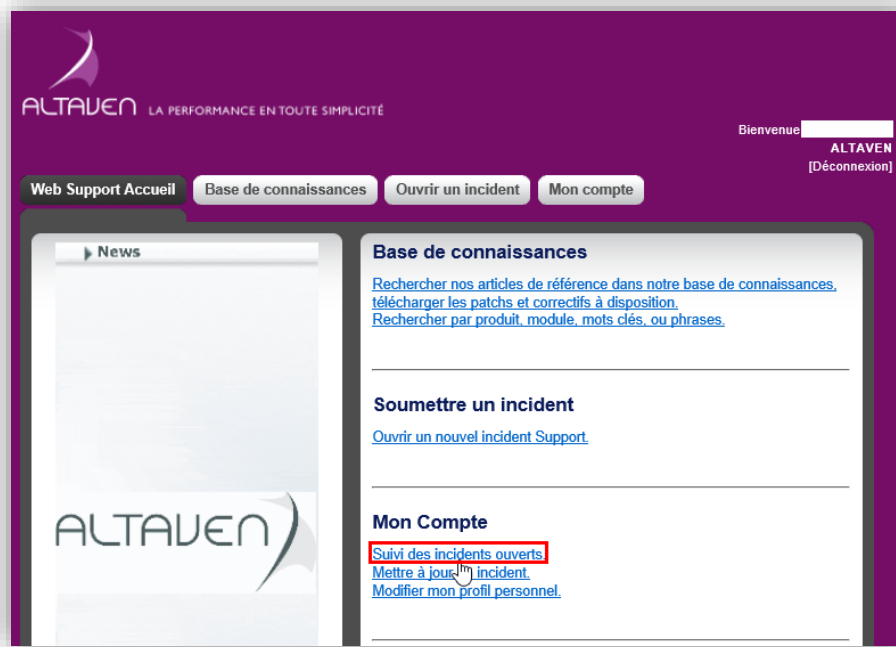 ALTAVEN LA PERFORMANCE EN TOUTE SIMPLICITÉ
Bienvenue
ALTAVEN
[Déconnexion]
Web Support Accueil
Base de connaissances
Ouvrir un incident
Mon compte
News
ALTAVEN
Base de connaissances
Rechercher nos articles de référence dans notre base de connaissances,
télécharger les patchs et correctifs à disposition.
Rechercher par produit, module, mots clés, ou phrases.
Soumettre un incident
Ouvrir un nouvel incident Support.
Mon Compte
Suivi des incidents ouverts.
Mettre à jour incident.
Modifier mon profil personnel.